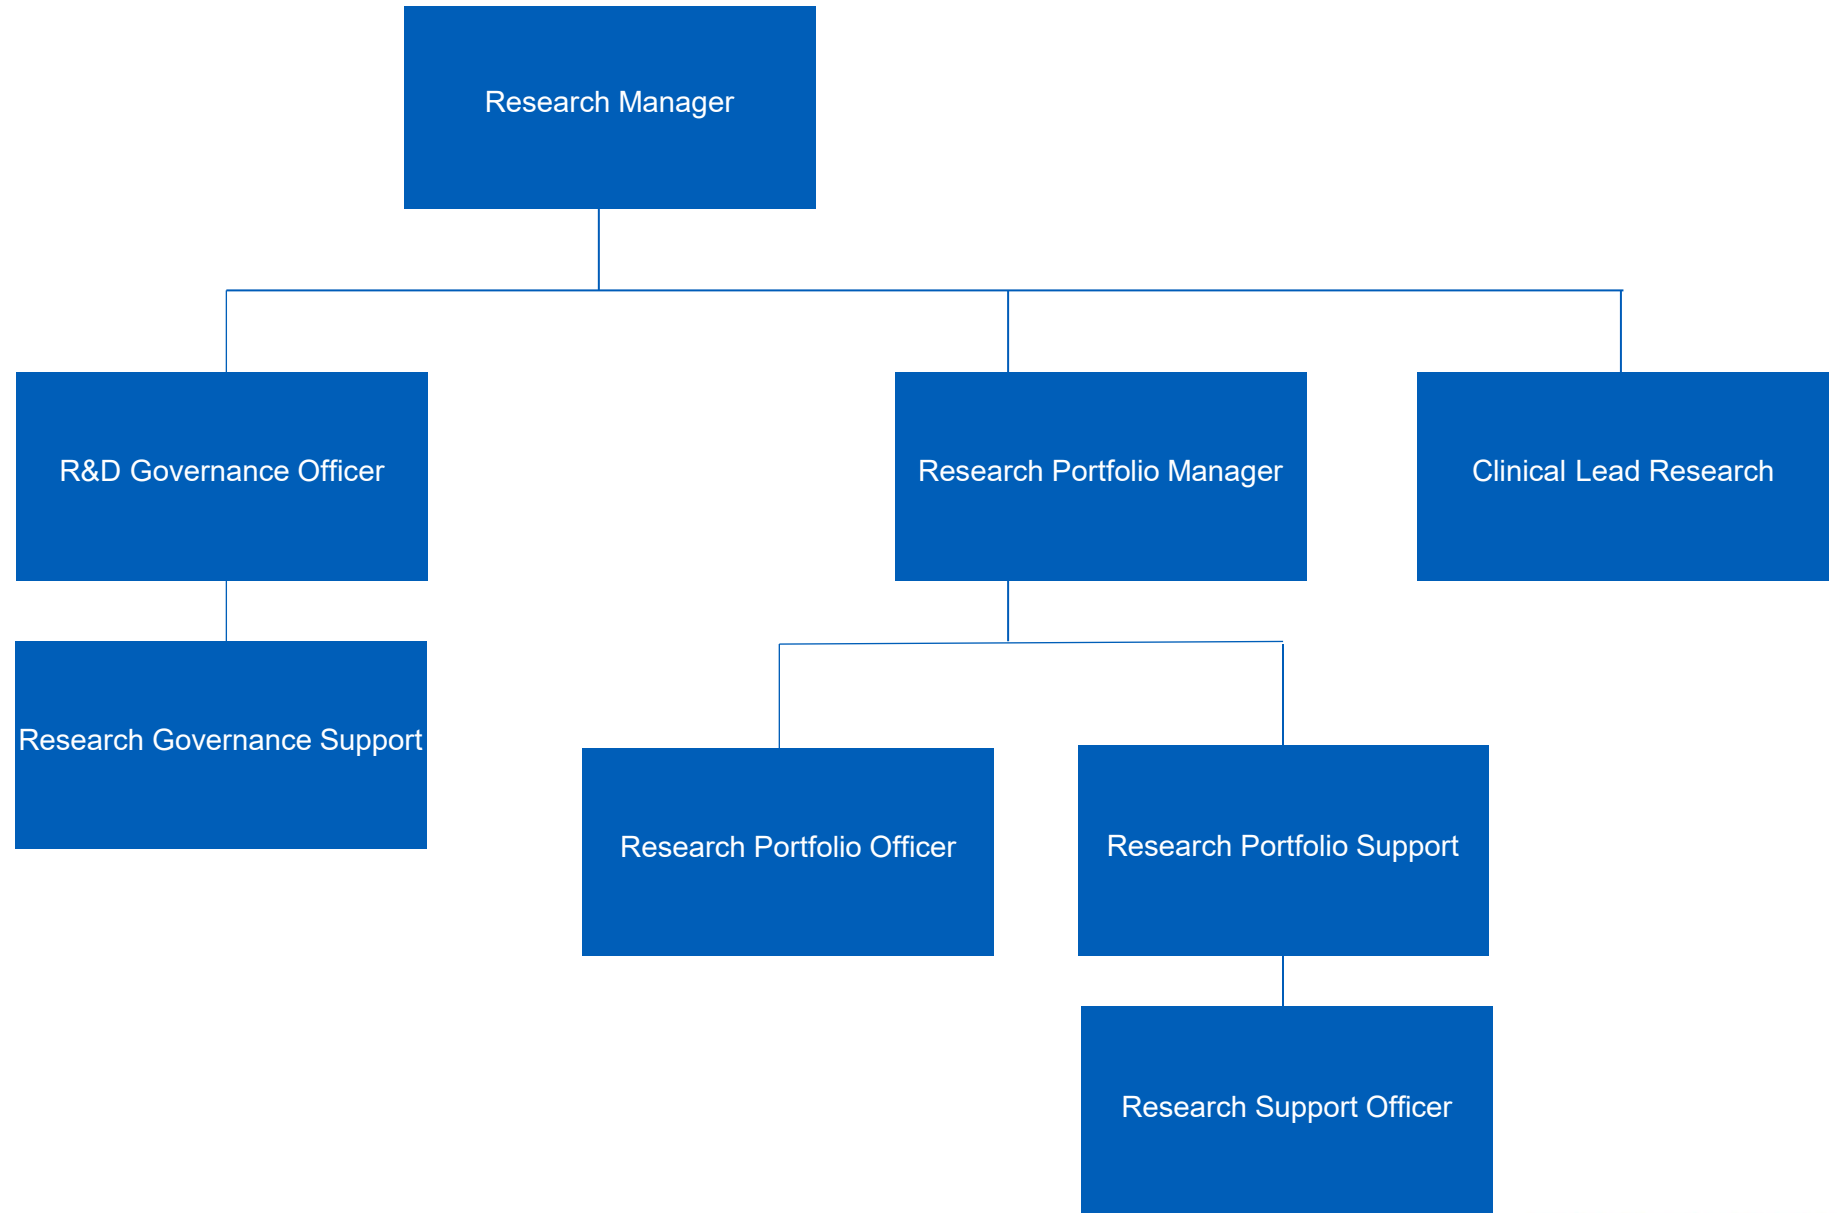 Research Manager
R&D Governance Officer
Research Portfolio Manager
Clinical Lead Research
Research Governance Support
Research Portfolio Officer
Research Portfolio Support
Research Support Officer